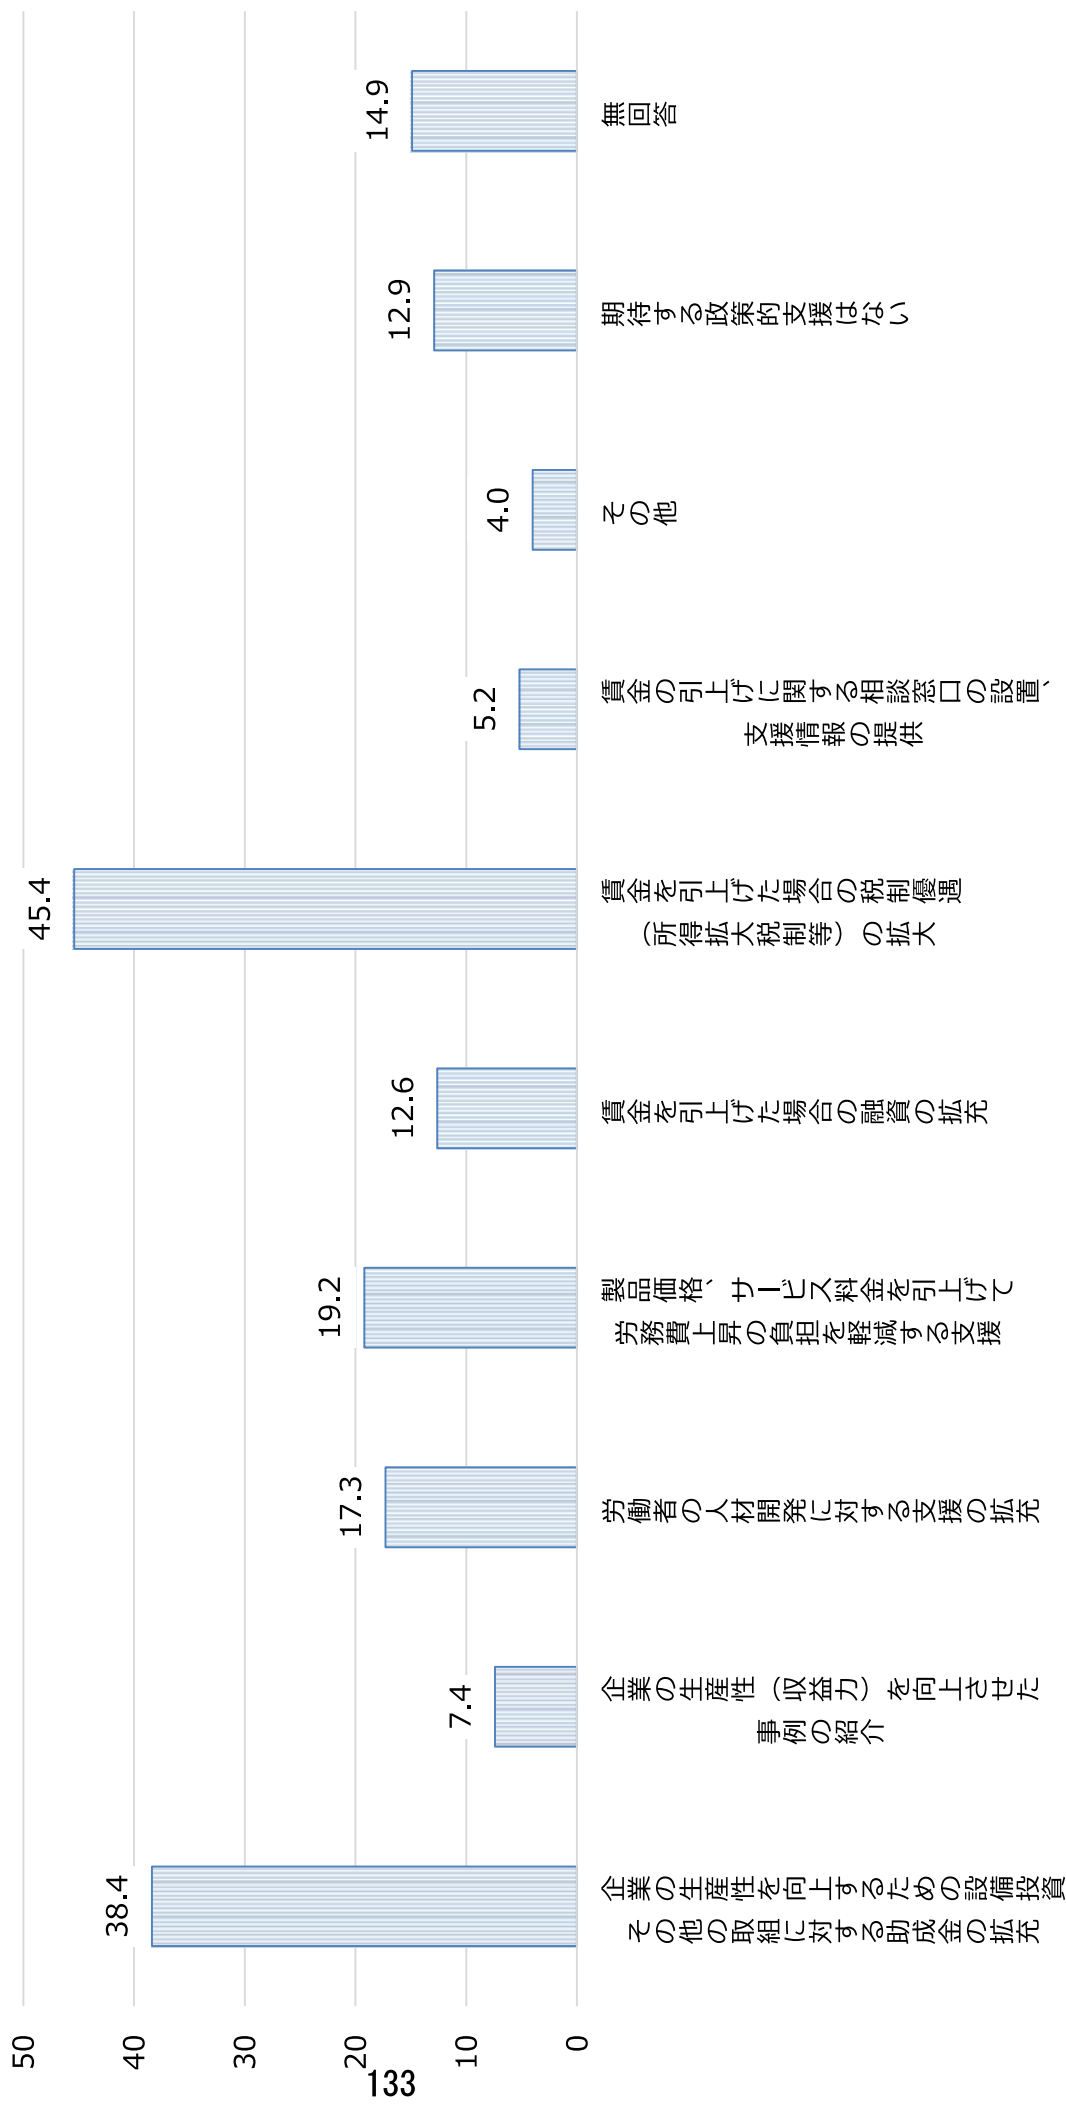 50
40
30
20
10
0
38.4
企業の生産性を向上するための設備投資
その他の取組に対する助成金の拡充
7.4
企業の生産性（収益力）を向上させた
事例の紹介
17.3
労働者の人材開発に対する支援の拡充
19.2
製品価格、サービス料金を引上げて
労務費上昇の負担を軽減する支援
12.6
賃金を引上げた場合の融資の拡充
45.4
賃金を引上げた場合の税制優遇
（所得拡大税制等）の拡大
5.2
賃金の引上げに関する相談窓口の設置、
支援情報の提供
4.0
その他
12.9
期待する政策的支援はない
14.9
無回答
133